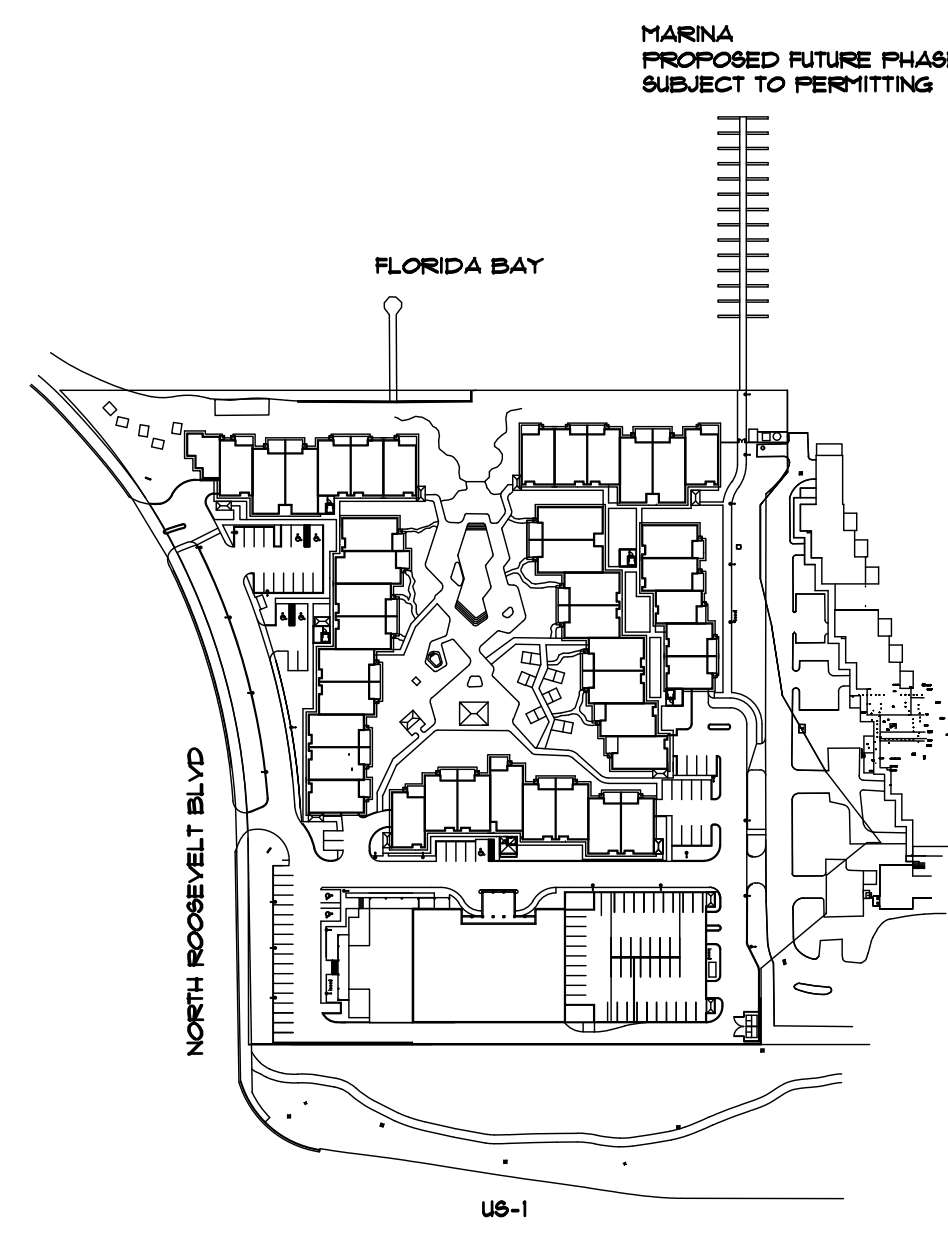 MARINA
PROPOSED FUTURE PHASE
SUBJECT TO PERMITTING
FLORIDA BAY
NORTH ROOSEVELT BLVD
US-1